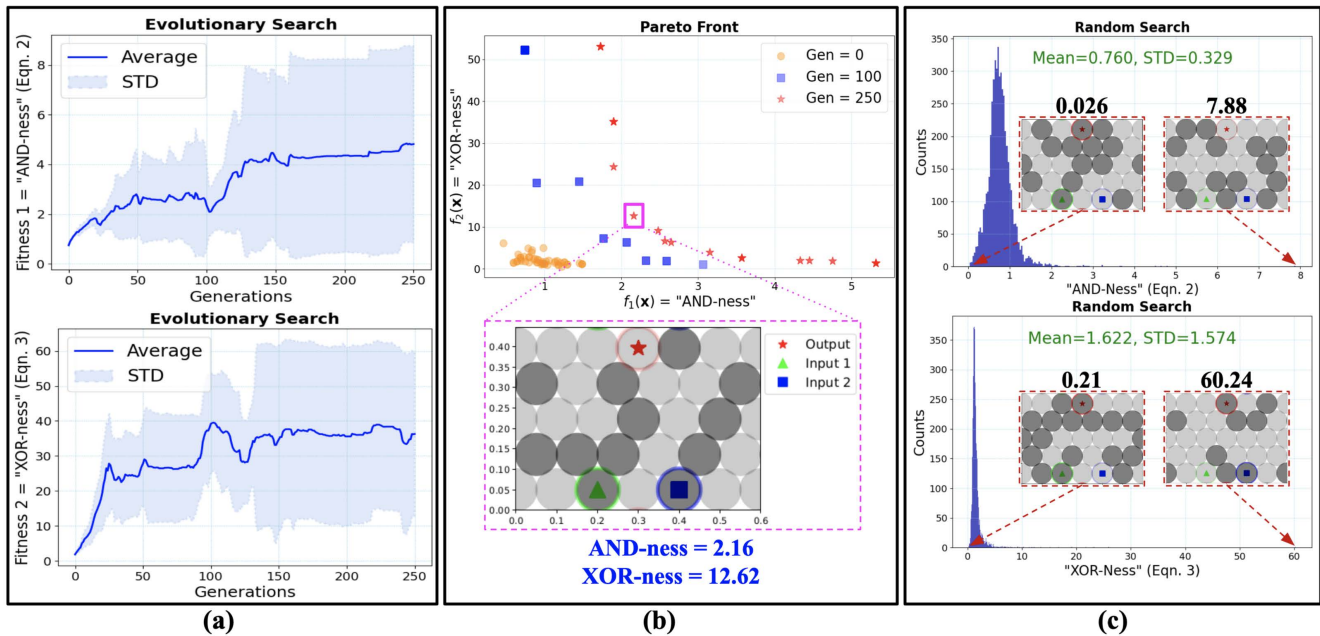 Evolutionary Search
Fitness 1 = "AND-ness" (Eqn. 2)
8
6
4
2
0
Average
STD
0 50 100 150 200 250
Generations
Evolutionary Search
Fitness 2 = "XOR-ness" (Eqn. 3)
60
50
40
30
20
10
0
Average
STD
0 50 100 150 200 250
Generations
(a)
Pareto Front
f₂(x) = "XOR-ness"
50
40
30
20
10
0
Gen = 0
Gen = 100
Gen = 250
1 2 3 4 5
f₁(x) = "AND-ness"
0.40
0.35
0.30
0.25
0.20
0.15
0.10
0.05
0.00
0.0 0.1 0.2 0.3 0.4 0.5 0.6
Output
Input 1
Input 2
AND-ness = 2.16
XOR-ness = 12.62
(b)
Random Search
Counts
350
300
250
200
150
100
50
0
Mean=0.760, STD=0.329
0.026 7.88
0 1 2 3 4 5 6 7 8
"AND-Ness" (Eqn. 2)
Random Search
Counts
350
300
250
200
150
100
50
0
Mean=1.622, STD=1.574
0.21 60.24
0 10 20 30 40 50 60
"XOR-Ness" (Eqn. 3)
(c)